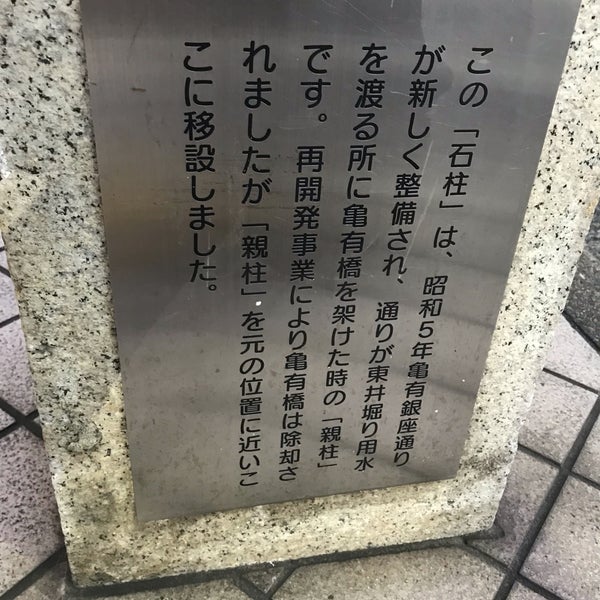 この「石柱」は、昭和5年亀有銀座通り
が新しく整備され、通りが東井堀り用水
を渡る所に亀有橋を架けた時の「親柱」
です。再開発事業により亀有橋は除却さ
れましたが「親柱」を元の位置に近いこ
こに移設しました。